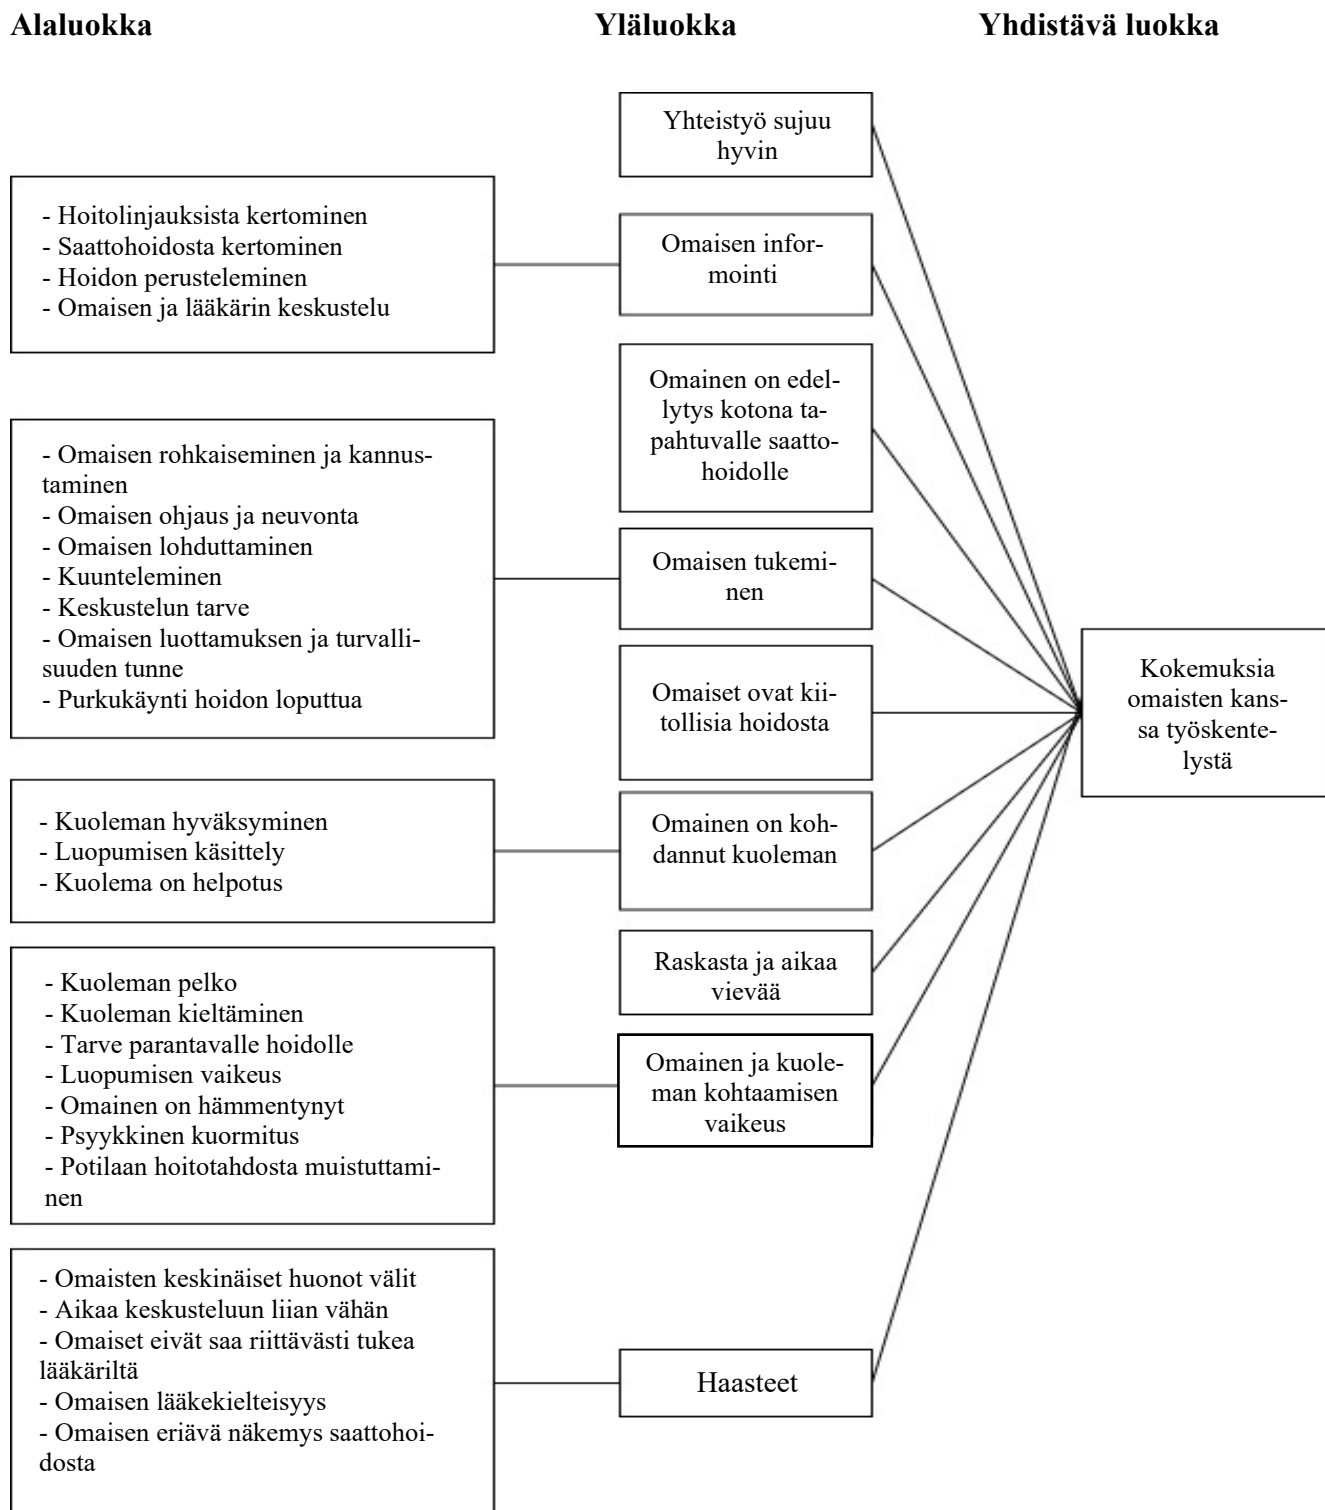 Alaluokka
Yläluokka
Yhdistävä luokka
Yhteistyö sujuu
hyvin
- Hoitolinjauksista kertominen
- Saattohoidosta kertominen
- Hoidon perusteleminen
- Omaisen ja lääkärin keskustelu
Omaisen infor-
mointi
Omainen on edel-
lytys kotona ta-
pahtuvalle saatto-
hoidolle
- Omaisen rohkaiseminen ja kannus-
taminen
- Omaisen ohjaus ja neuvonta
- Omaisen lohduttaminen
- Kuunteleminen
- Keskustelun tarve
- Omaisen luottamuksen ja turvalli-
suuden tunne
- Purkukäynti hoidon loputtua
Omaisen tukemi-
nen
Omaiset ovat kii-
tollisia hoidosta
Kokemuksia
omaisten kans-
sa työskente-
lystä
- Kuoleman hyväksyminen
- Luopumisen käsittely
- Kuolema on helpotus
Omainen on koh-
dannut kuoleman
Raskasta ja aikaa
vievää
- Kuoleman pelko
- Kuoleman kieltäminen
- Tarve parantavalle hoidolle
- Luopumisen vaikeus
- Omainen on hämmentynyt
- Psyykkinen kuormitus
- Potilaan hoitotahdosta muistuttami-
nen
Omainen ja kuole-
man kohtaamisen
vaikeus
- Omaisten keskinäiset huonot välit
- Aikaa keskusteluun liian vähän
- Omaiset eivät saa riittävästi tukea
lääkäriltä
- Omaisen lääkekielteisyys
- Omaisen eriävä näkemys saattohoi-
dosta
Haasteet